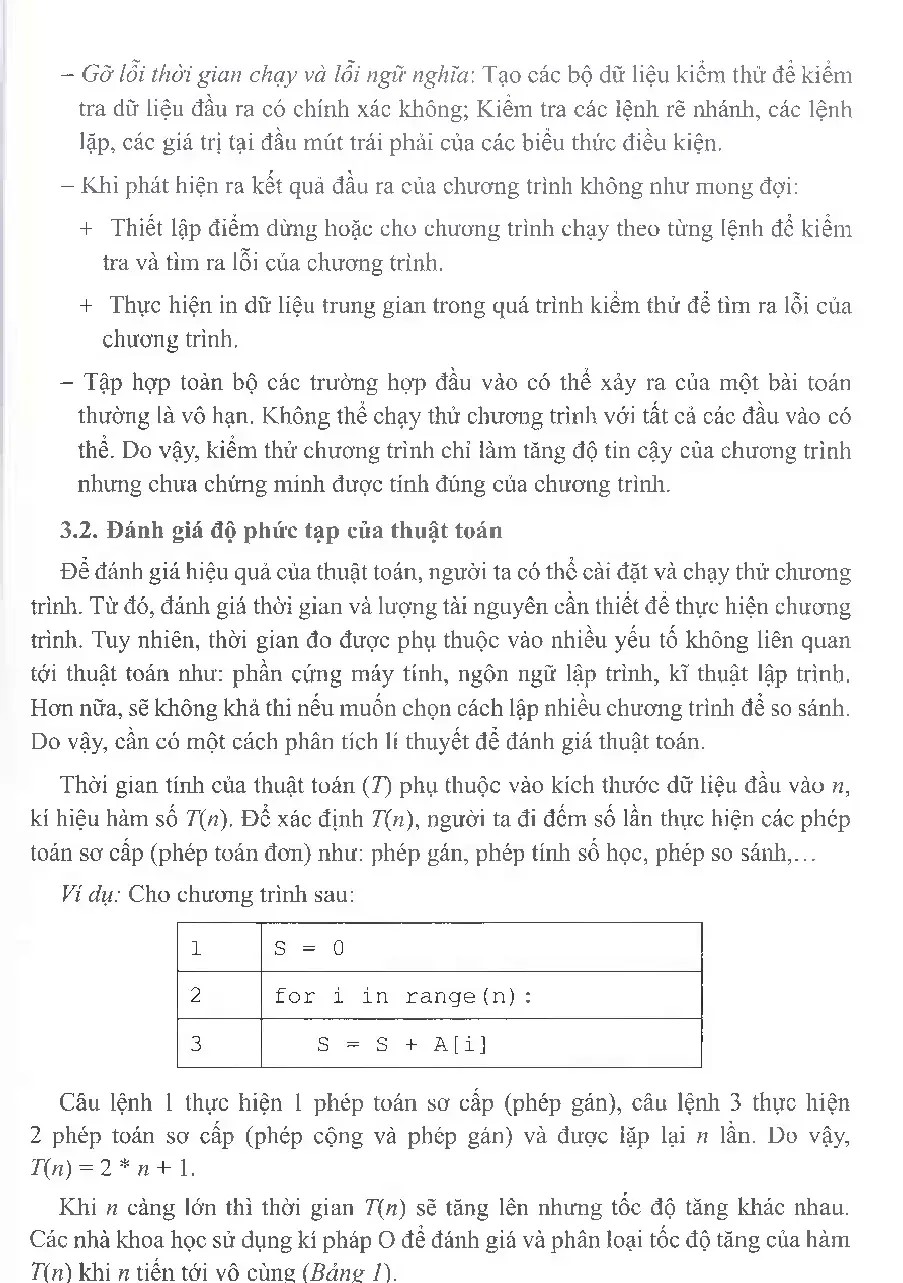 – Gỡ lỗi thời gian chạy và lỗi ngữ nghĩa: Tạo các bộ dữ liệu kiểm thử để kiểm
tra dữ liệu đầu ra có chính xác không; Kiểm tra các lệnh rẽ nhánh, các lệnh
lặp, các giá trị tại đầu mút trái phải của các biểu thức điều kiện.
– Khi phát hiện ra kết quả đầu ra của chương trình không như mong đợi:
+ Thiết lập điểm dừng hoặc cho chương trình chạy theo từng lệnh để kiểm
tra và tìm ra lỗi của chương trình.
+ Thực hiện in dữ liệu trung gian trong quá trình kiểm thử để tìm ra lỗi của
chương trình.
– Tập hợp toàn bộ các trường hợp đầu vào có thể xảy ra của một bài toán
thường là vô hạn. Không thể chạy thử chương trình với tất cả các đầu vào có
thể. Do vậy, kiểm thử chương trình chỉ làm tăng độ tin cậy của chương trình
nhưng chưa chứng minh được tính đúng của chương trình.
3.2. Đánh giá độ phức tạp của thuật toán
Để đánh giá hiệu quả của thuật toán, người ta có thể cài đặt và chạy thử chương
trình. Từ đó, đánh giá thời gian và lượng tài nguyên cần thiết để thực hiện chương
trình. Tuy nhiên, thời gian đo được phụ thuộc vào nhiều yếu tố không liên quan
tới thuật toán như: phần cứng máy tính, ngôn ngữ lập trình, kĩ thuật lập trình.
Hơn nữa, sẽ không khả thi nếu muốn chọn cách lập nhiều chương trình để so sánh.
Do vậy, cần có một cách phân tích lí thuyết để đánh giá thuật toán.
Thời gian tính của thuật toán (T) phụ thuộc vào kích thước dữ liệu đầu vào n,
kí hiệu hàm số T(n). Để xác định T(n), người ta đi đếm số lần thực hiện các phép
toán sơ cấp (phép toán đơn) như: phép gán, phép tính số học, phép so sánh,...
Ví dụ: Cho chương trình sau:
1 S = 0
2 for i in range(n):
3 S = S + A[i]
Câu lệnh 1 thực hiện 1 phép toán sơ cấp (phép gán), câu lệnh 3 thực hiện
2 phép toán sơ cấp (phép cộng và phép gán) và được lặp lại n lần. Do vậy,
T(n) = 2 * n + 1.
Khi n càng lớn thì thời gian T(n) sẽ tăng lên nhưng tốc độ tăng khác nhau.
Các nhà khoa học sử dụng kí pháp O để đánh giá và phân loại tốc độ tăng của hàm
T(n) khi n tiến tới vô cùng (Bảng 1).